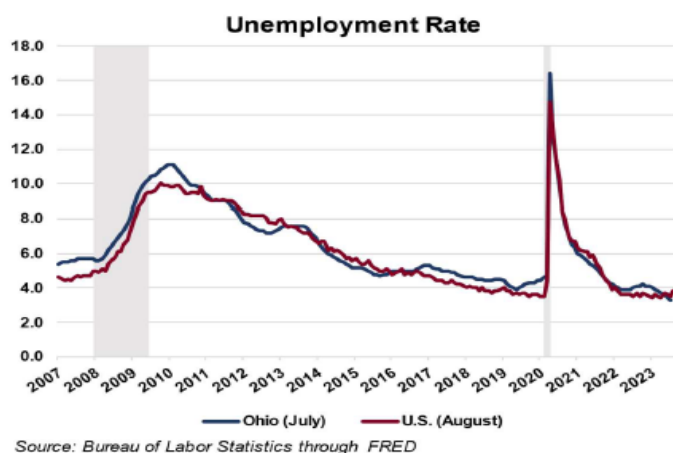 Unemployment Rate
18.0
16.0
14.0
12.0
10.0
8.0
6.0
4.0
2.0
0.0
2007 2008 2009 2010 2011 2012 2013 2014 2015 2016 2017 2018 2019 2020 2021 2022 2023
Ohio (July) U.S. (August)
Source: Bureau of Labor Statistics through FRED